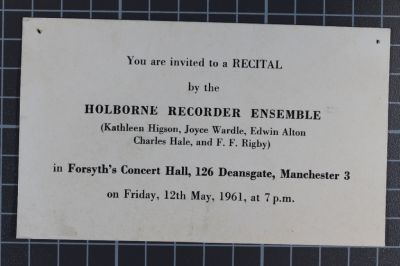 You are invited to a RECITAL
by the
HOLBORNE RECORDER ENSEMBLE
(Kathleen Higson, Joyce Wardle, Edwin Alton
Charles Hale, and F. F. Rigby)
in Forsyth's Concert Hall, 126 Deansgate, Manchester 3
on Friday, 12th May, 1961, at 7 p.m.